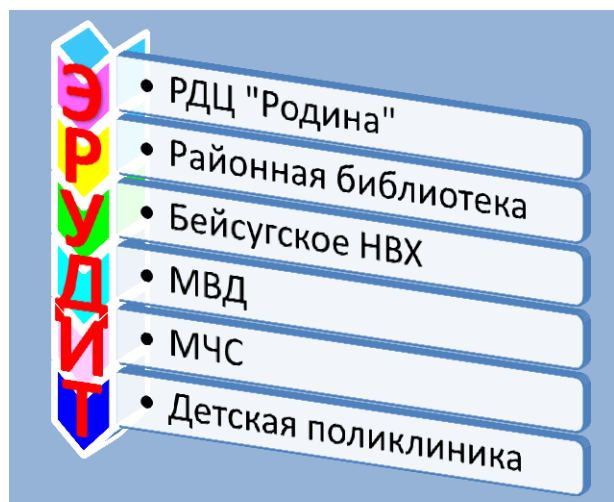 ЭРУДИТ
• РДЦ "Родина"
• Районная библиотека
• Бейсугское НВХ
• МВД
• МЧС
• Детская поликлиника